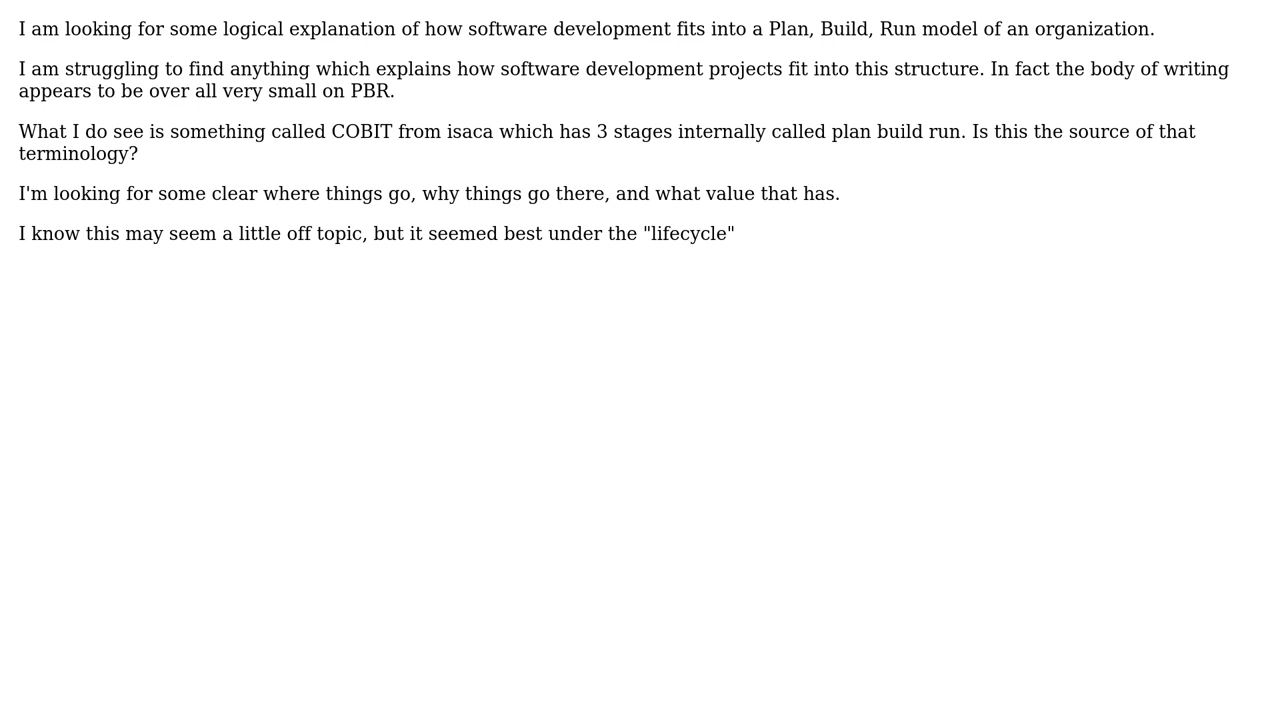 I am looking for some logical explanation of how software development fits into a Plan, Build, Run model of an organization.
I am struggling to find anything which explains how software development projects fit into this structure. In fact the body of writing
appears to be over all very small on PBR.
What I do see is something called COBIT from isaca which has 3 stages internally called plan build run. Is this the source of that
terminology?
I'm looking for some clear where things go, why things go there, and what value that has.
I know this may seem a little off topic, but it seemed best under the "lifecycle"